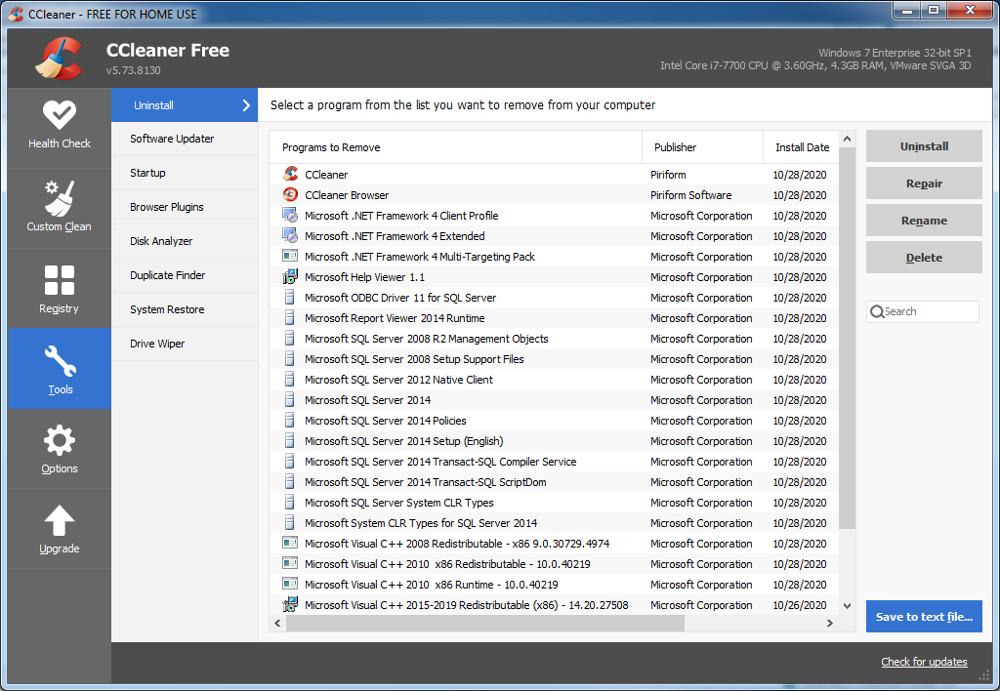 CCleaner - FREE FOR HOME USE
CCleaner Free
v5.73.8130
Windows 7 Enterprise 32-bit SP1
Intel Core i7-7700 CPU @ 3.60GHz, 4.3GB RAM, VMware SVGA 3D
Health Check
Custom Clean
Registry
Tools
Options
Upgrade
Uninstall
Software Updater
Startup
Browser Plugins
Disk Analyzer
Duplicate Finder
System Restore
Drive Wiper
Select a program from the list you want to remove from your computer
Programs to Remove Publisher Install Date
CCleaner Piriform 10/28/2020
CCleaner Browser Piriform Software 10/28/2020
Microsoft .NET Framework 4 Client Profile Microsoft Corporation 10/28/2020
Microsoft .NET Framework 4 Extended Microsoft Corporation 10/28/2020
Microsoft .NET Framework 4 Multi-Targeting Pack Microsoft Corporation 10/28/2020
Microsoft Help Viewer 1.1 Microsoft Corporation 10/28/2020
Microsoft ODBC Driver 11 for SQL Server Microsoft Corporation 10/28/2020
Microsoft Report Viewer 2014 Runtime Microsoft Corporation 10/28/2020
Microsoft SQL Server 2008 R2 Management Objects Microsoft Corporation 10/28/2020
Microsoft SQL Server 2008 Setup Support Files Microsoft Corporation 10/28/2020
Microsoft SQL Server 2012 Native Client Microsoft Corporation 10/28/2020
Microsoft SQL Server 2014 Microsoft Corporation 10/28/2020
Microsoft SQL Server 2014 Policies Microsoft Corporation 10/28/2020
Microsoft SQL Server 2014 Setup (English) Microsoft Corporation 10/28/2020
Microsoft SQL Server 2014 Transact-SQL Compiler Service Microsoft Corporation 10/28/2020
Microsoft SQL Server 2014 Transact-SQL ScriptDom Microsoft Corporation 10/28/2020
Microsoft SQL Server System CLR Types Microsoft Corporation 10/28/2020
Microsoft System CLR Types for SQL Server 2014 Microsoft Corporation 10/28/2020
Microsoft Visual C++ 2008 Redistributable - x86 9.0.30729.4974 Microsoft Corporation 10/28/2020
Microsoft Visual C++ 2010  x86 Redistributable - 10.0.40219 Microsoft Corporation 10/28/2020
Microsoft Visual C++ 2010  x86 Runtime - 10.0.40219 Microsoft Corporation 10/28/2020
Microsoft Visual C++ 2015-2019 Redistributable (x86) - 14.20.27508 Microsoft Corporation 10/26/2020
Uninstall
Repair
Rename
Delete
Search
Save to text file...
Check for updates